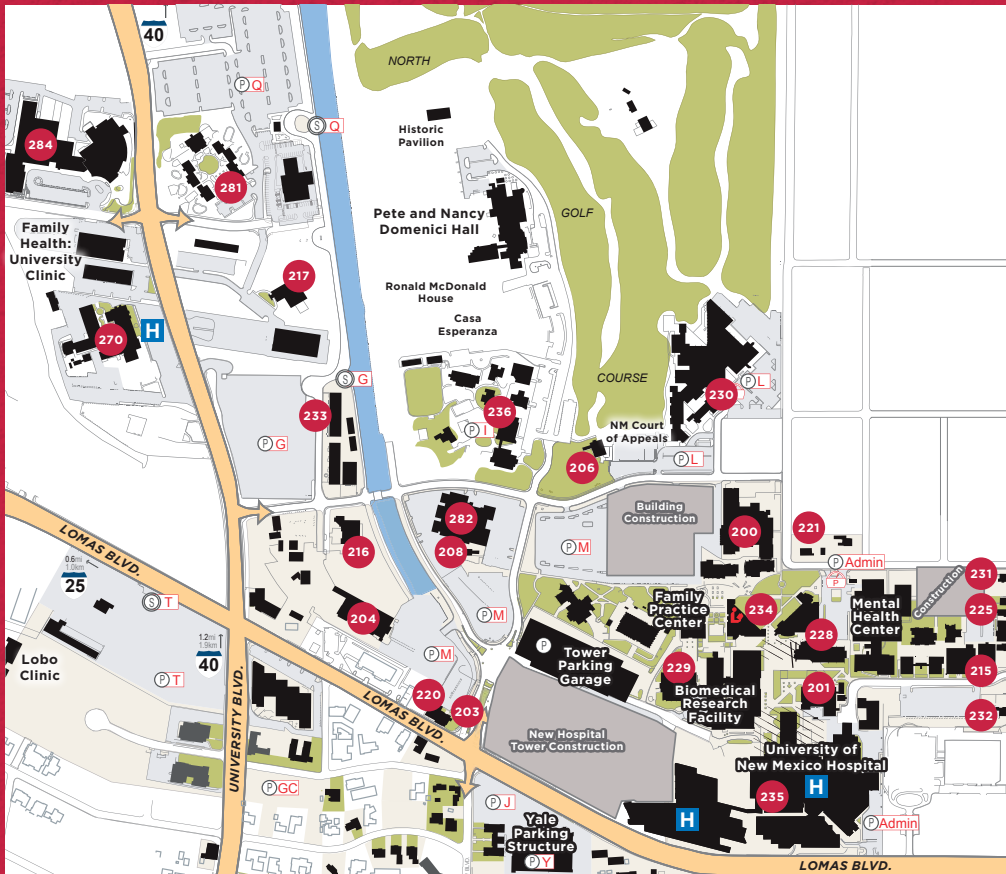 40
NORTH
P Q
S Q
Historic
Pavilion
284
281
Pete and Nancy
Domenici Hall
GOLF
Family
Health:
University
Clinic
217
Ronald McDonald
House
Casa
Esperanza
270
H
S G
COURSE
P L
230
233
236
P I
NM Court
of Appeals
P G
P L
206
Building
Construction
282
200
221
LOMAS BLVD.
216
208
P M
P Admin
0.6mi
1.0km
25
S T
P
Construction
231
Family
Practice
Center
234
Mental
Health
Center
225
204
P M
228
1.2mi
1.9km
40
Lobo
Clinic
P M
P
Tower
Parking
Garage
229
215
P T
201
Biomedical
Research
Facility
220
203
232
LOMAS BLVD.
UNIVERSITY BLVD.
New Hospital
Tower Construction
University of
New Mexico Hospital
P GC
P J
235
H
H
Yale
Parking
Structure
P Y
P Admin
LOMAS BLVD.